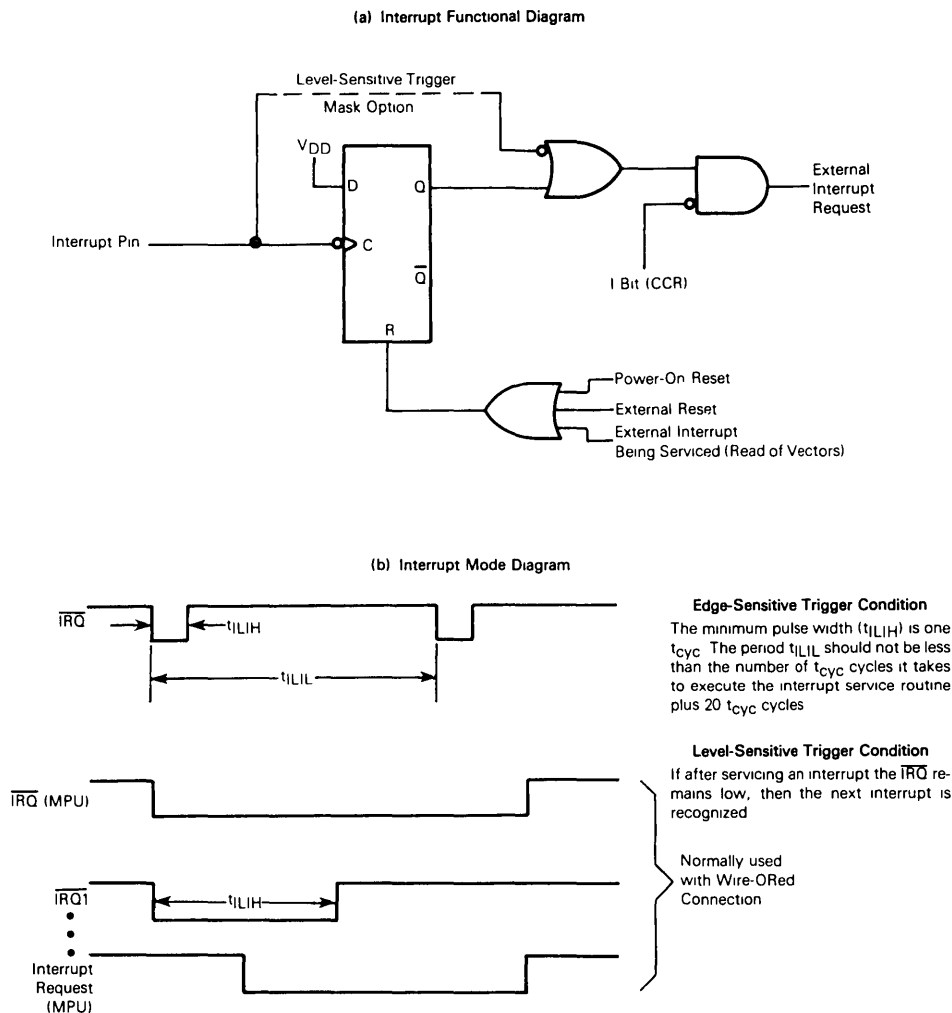 (a) Interrupt Functional Diagram
Level-Sensitive Trigger
Mask Option
VDD
D
Q
External
Interrupt
Request
Interrupt Pin
C
Q̅
I Bit (CCR)
R
Power-On Reset
External Reset
External Interrupt
Being Serviced (Read of Vectors)
(b) Interrupt Mode Diagram
I̅R̅Q̅
tILIH
tILIL
Edge-Sensitive Trigger Condition
The minimum pulse width (tILIH) is one
tcyc The period tILIL should not be less
than the number of tcyc cycles it takes
to execute the interrupt service routine
plus 20 tcyc cycles
Level-Sensitive Trigger Condition
If after servicing an interrupt the I̅R̅Q̅ re-
mains low, then the next interrupt is
recognized
I̅R̅Q̅ (MPU)
Normally used
with Wire-ORed
Connection
I̅R̅Q̅1̅
tILIH
Interrupt
Request
(MPU)